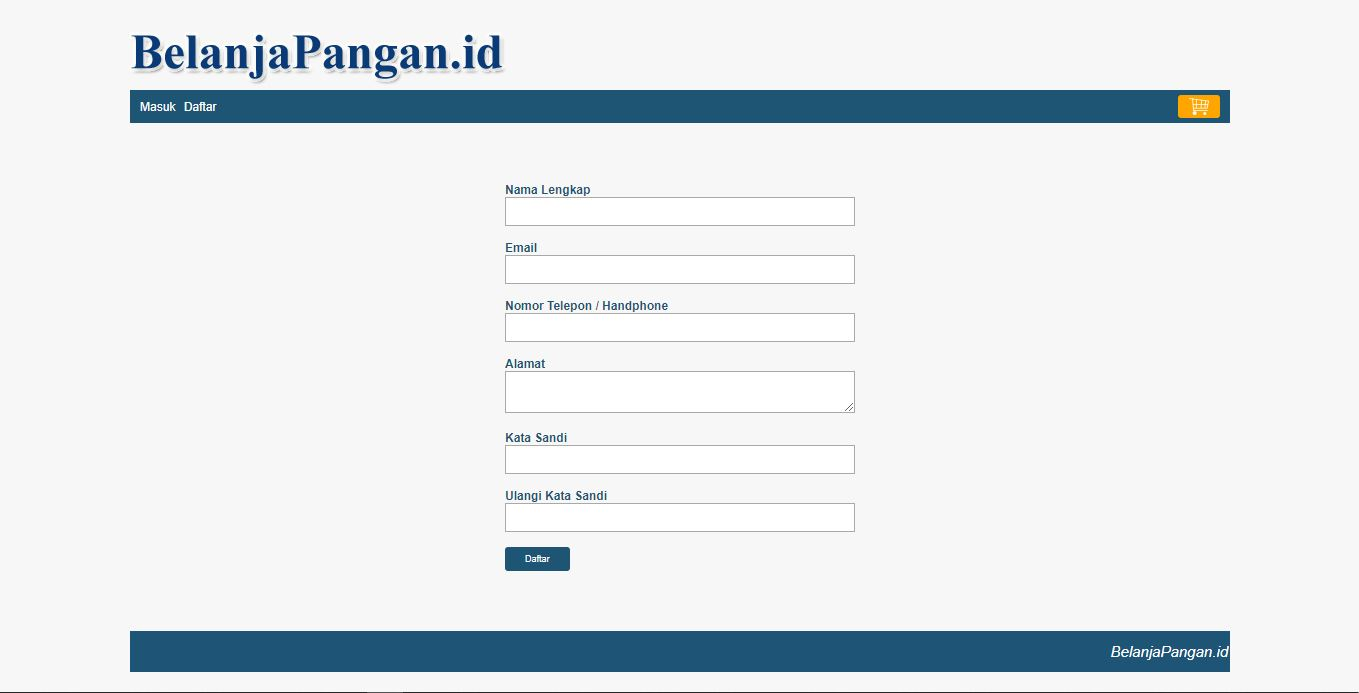 BelanjaPangan.id
Masuk Daftar
Nama Lengkap
Email
Nomor Telepon / Handphone
Alamat
Kata Sandi
Ulangi Kata Sandi
Daftar
BelanjaPangan.id